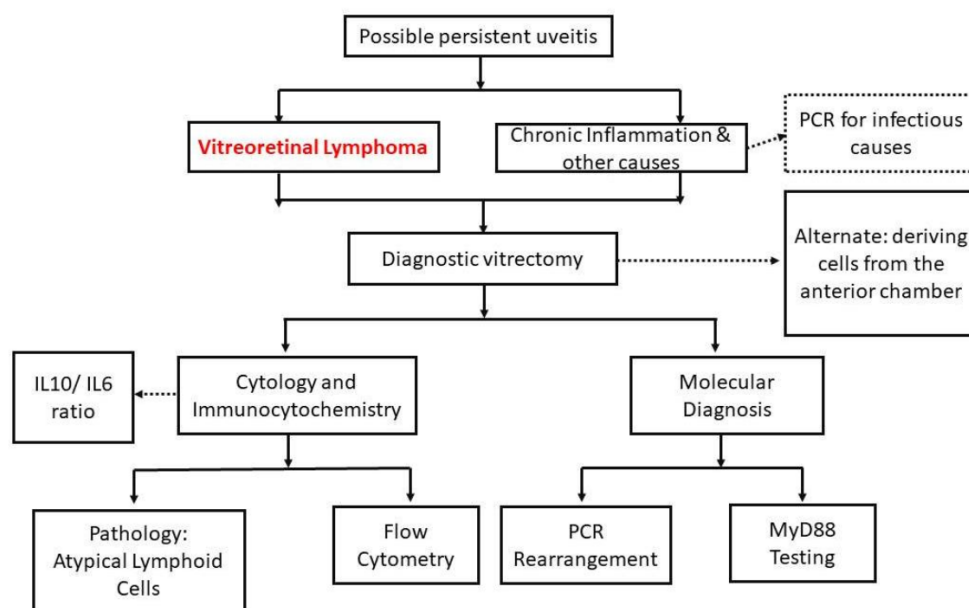 Possible persistent uveitis
Vitreoretinal Lymphoma
Chronic Inflammation &
other causes
PCR for infectious
causes
Diagnostic vitrectomy
Alternate: deriving
cells from the
anterior chamber
IL10/ IL6
ratio
Cytology and
Immunocytochemistry
Molecular
Diagnosis
Pathology:
Atypical Lymphoid
Cells
Flow
Cytometry
PCR
Rearrangement
MyD88
Testing